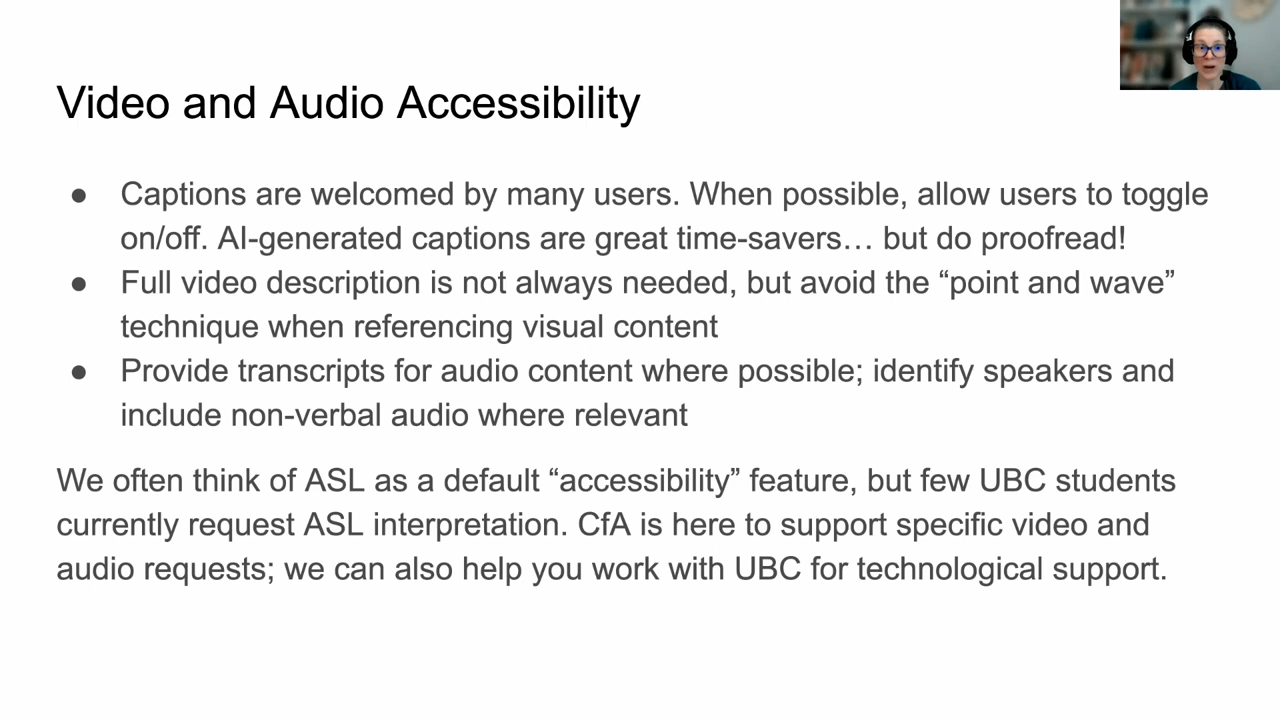 Video and Audio Accessibility
● Captions are welcomed by many users. When possible, allow users to toggle
on/off. AI-generated captions are great time-savers… but do proofread!
● Full video description is not always needed, but avoid the “point and wave”
technique when referencing visual content
● Provide transcripts for audio content where possible; identify speakers and
include non-verbal audio where relevant
We often think of ASL as a default “accessibility” feature, but few UBC students
currently request ASL interpretation. CfA is here to support specific video and
audio requests; we can also help you work with UBC for technological support.